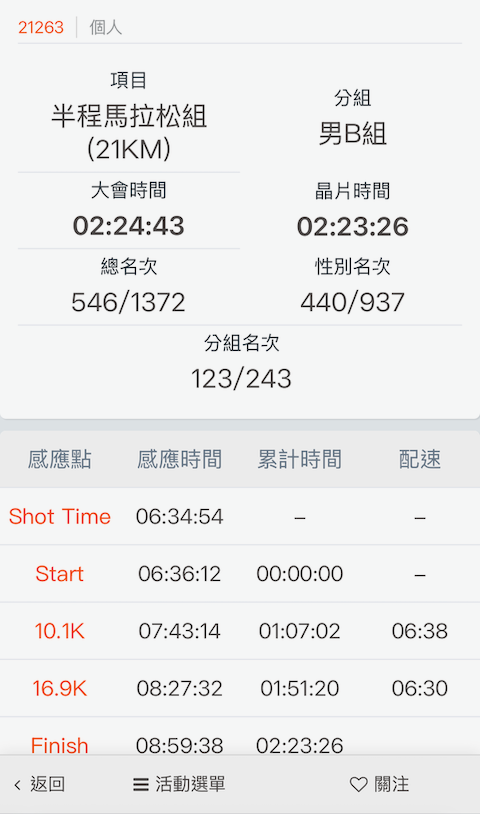 21263 個人
項目
半程馬拉松組
(21KM)
分組
男B組
大會時間 晶片時間
02:24:43 02:23:26
總名次 性別名次
546/1372 440/937
分組名次
123/243
感應點 感應時間 累計時間 配速
Shot Time 06:34:54 – –
Start 06:36:12 00:00:00 –
10.1K 07:43:14 01:07:02 06:38
16.9K 08:27:32 01:51:20 06:30
Finish 08:59:38 02:23:26
返回 活動選單 關注